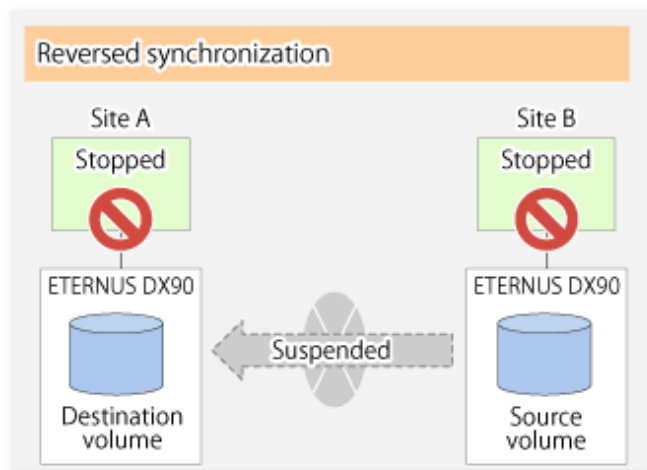 Reversed synchronization
Site A
Site B
Stopped
Stopped
ETERNUS DX90
ETERNUS DX90
Suspended
Destination
volume
Source
volume